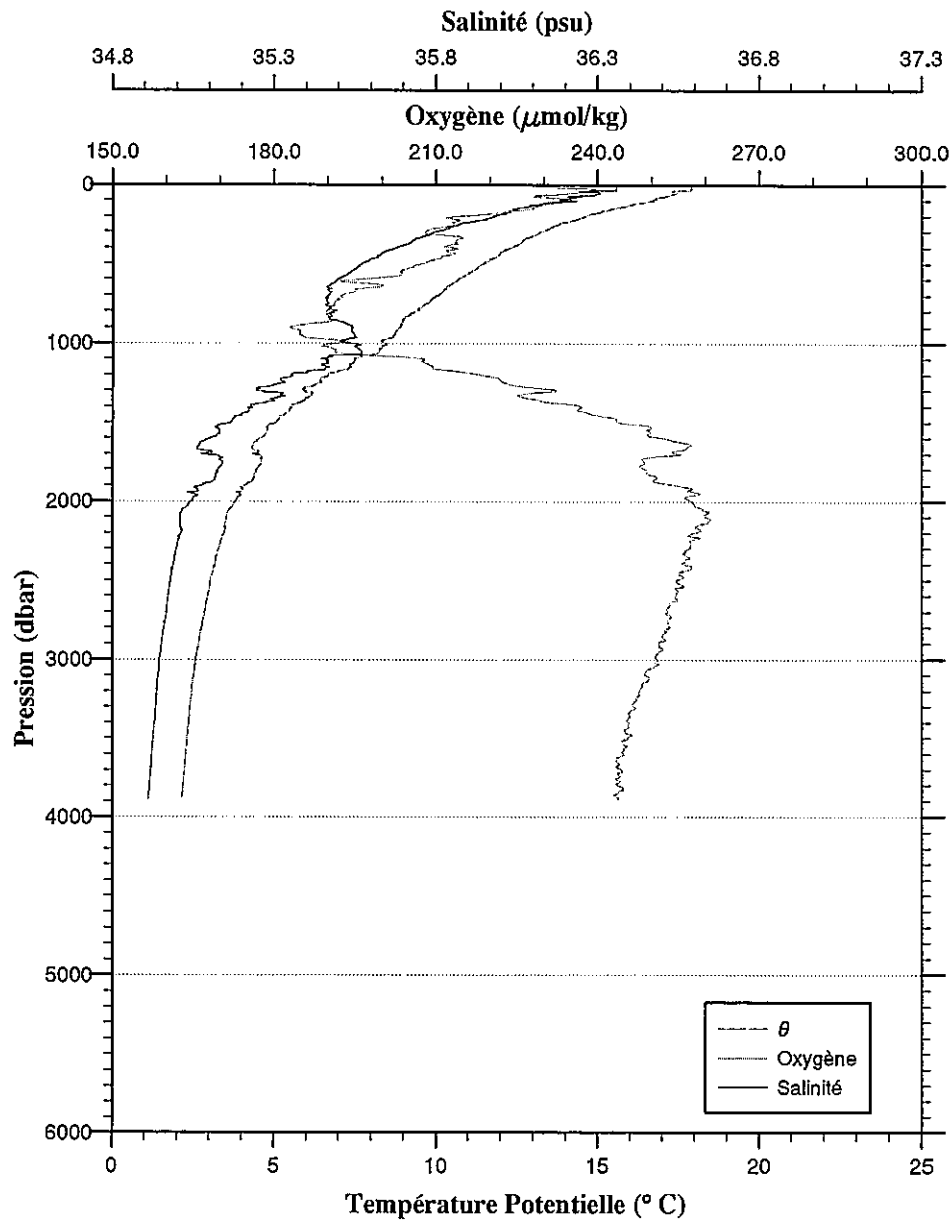 Salinité (psu)
34.8 35.3 35.8 36.3 36.8 37.3
Oxygène (μmol/kg)
150.0 180.0 210.0 240.0 270.0 300.0
0
1000
2000
3000
4000
5000
6000
Pression (dbar)
θ
Oxygène
Salinité
0 5 10 15 20 25
Température Potentielle (° C)